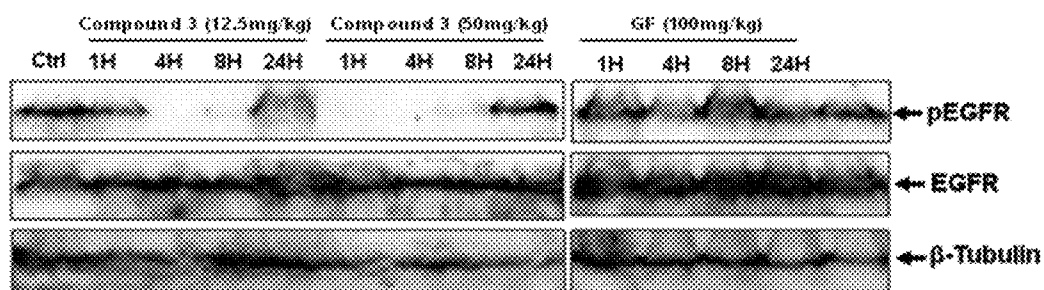 Compound 3 (12.5mg/kg) Compound 3 (50mg/kg) GF (100mg/kg)
Ctrl 1H 4H 8H 24H 1H 4H 8H 24H 1H 4H 8H 24H
pEGFR
EGFR
β-Tubulin